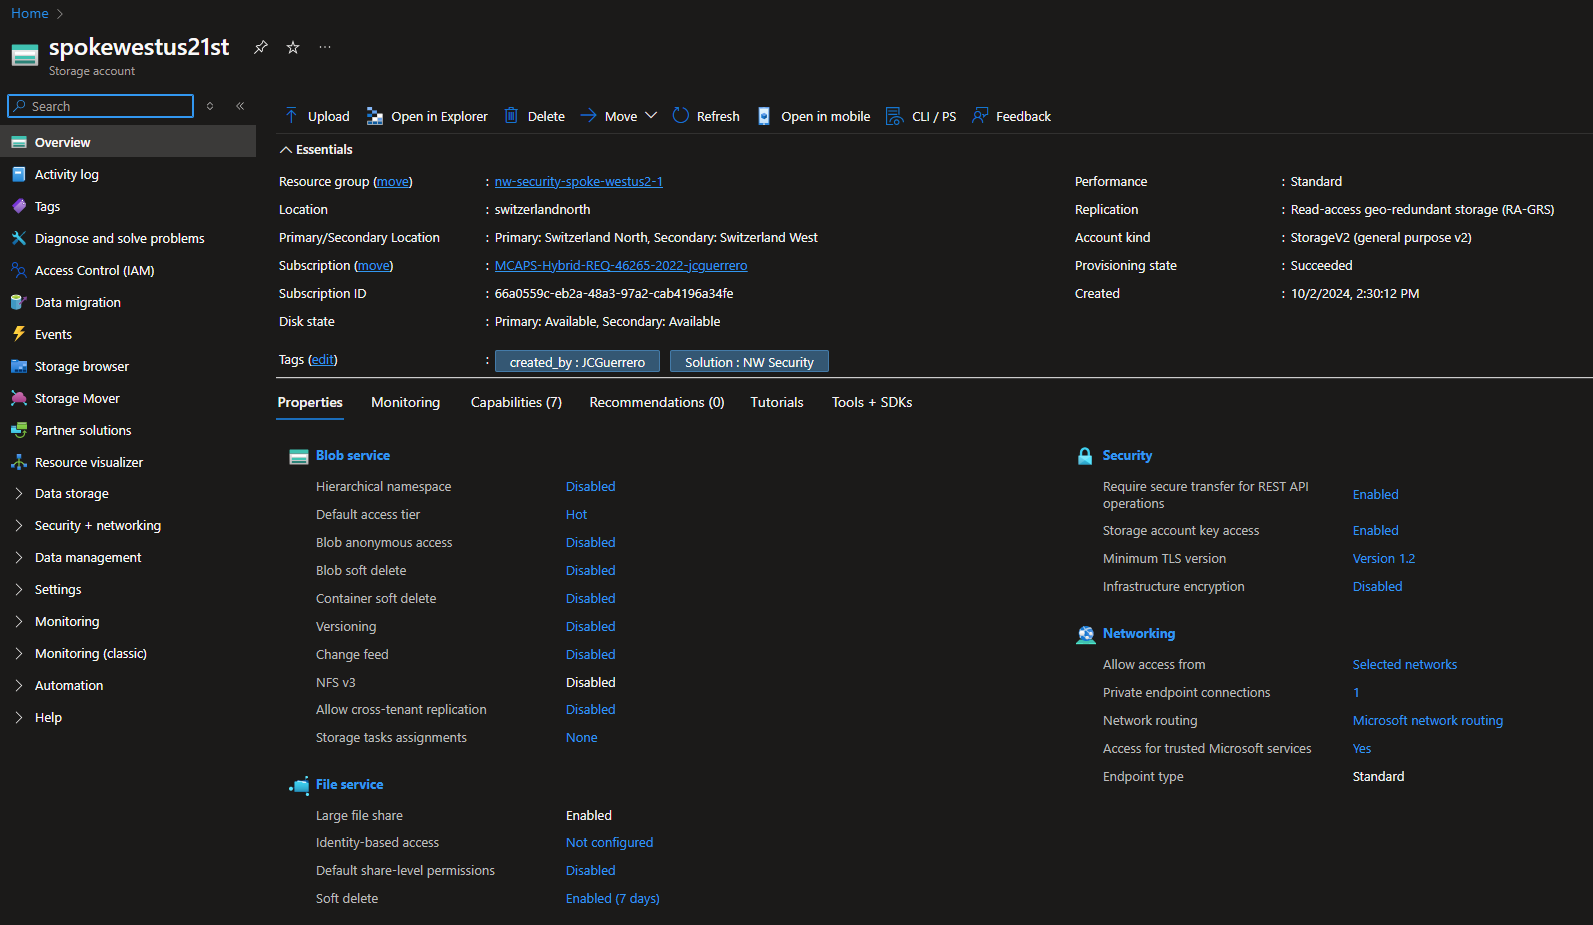 Home >
spokewestus21st
Storage account
Search
Upload Open in Explorer Delete Move Refresh Open in mobile CLI / PS Feedback
Overview
Activity log
Tags
Diagnose and solve problems
Access Control (IAM)
Data migration
Events
Storage browser
Storage Mover
Partner solutions
Resource visualizer
Data storage
Security + networking
Data management
Settings
Monitoring
Monitoring (classic)
Automation
Help
Essentials
Resource group (move) : nw-security-spoke-westus2-1
Location : switzerlandnorth
Primary/Secondary Location : Primary: Switzerland North, Secondary: Switzerland West
Subscription (move) : MCAPS-Hybrid-REQ-46265-2022-jcguerrero
Subscription ID : 66a0559c-eb2a-48a3-97a2-cab4196a34fe
Disk state : Primary: Available, Secondary: Available
Tags (edit) : created_by : JCGuerrero Solution : NW Security
Performance : Standard
Replication : Read-access geo-redundant storage (RA-GRS)
Account kind : StorageV2 (general purpose v2)
Provisioning state : Succeeded
Created : 10/2/2024, 2:30:12 PM
Properties Monitoring Capabilities (7) Recommendations (0) Tutorials Tools + SDKs
Blob service
Hierarchical namespace Disabled
Default access tier Hot
Blob anonymous access Disabled
Blob soft delete Disabled
Container soft delete Disabled
Versioning Disabled
Change feed Disabled
NFS v3 Disabled
Allow cross-tenant replication Disabled
Storage tasks assignments None
File service
Large file share Enabled
Identity-based access Not configured
Default share-level permissions Disabled
Soft delete Enabled (7 days)
Security
Require secure transfer for REST API
operations Enabled
Storage account key access Enabled
Minimum TLS version Version 1.2
Infrastructure encryption Disabled
Networking
Allow access from Selected networks
Private endpoint connections 1
Network routing Microsoft network routing
Access for trusted Microsoft services Yes
Endpoint type Standard